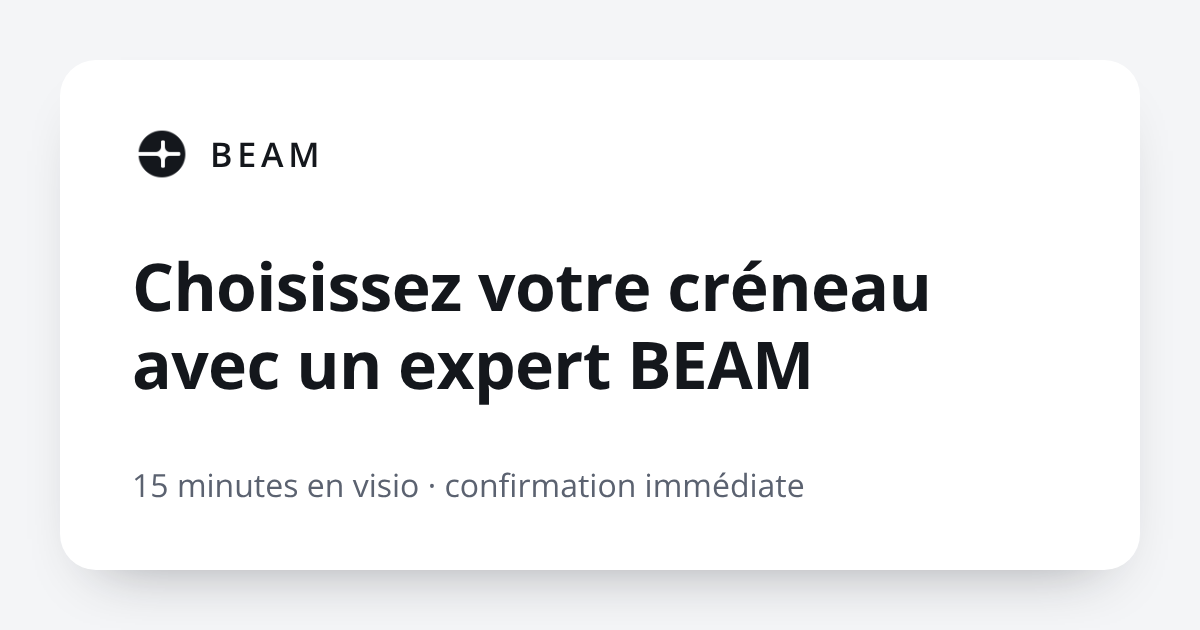 BEAM
Choisissez votre créneau
avec un expert BEAM
15 minutes en visio · confirmation immédiate